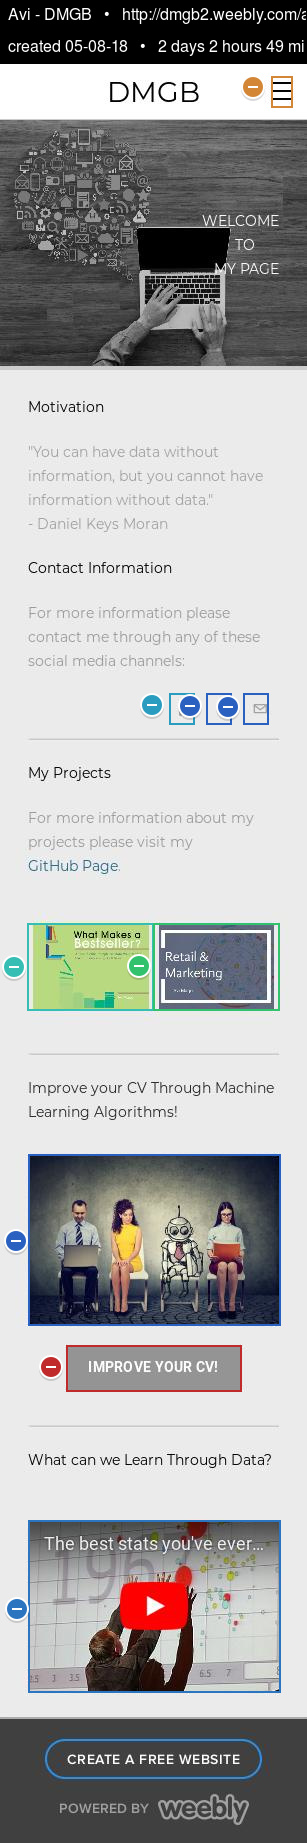 Avi - DMGB • http://dmgb2.weebly.com/a
created 05-08-18 • 2 days 2 hours 49 mi
DMGB
WELCOME
TO
MY PAGE
Motivation
"You can have data without
information, but you cannot have
information without data."
- Daniel Keys Moran
Contact Information
For more information please
contact me through any of these
social media channels:
My Projects
For more information about my
projects please visit my
GitHub Page.
What Makes a
Bestseller?
Retail &
Marketing
Improve your CV Through Machine
Learning Algorithms!
IMPROVE YOUR CV!
What can we Learn Through Data?
The best stats you've ever...
196
6.5 7
CREATE A FREE WEBSITE
POWERED BY weebly